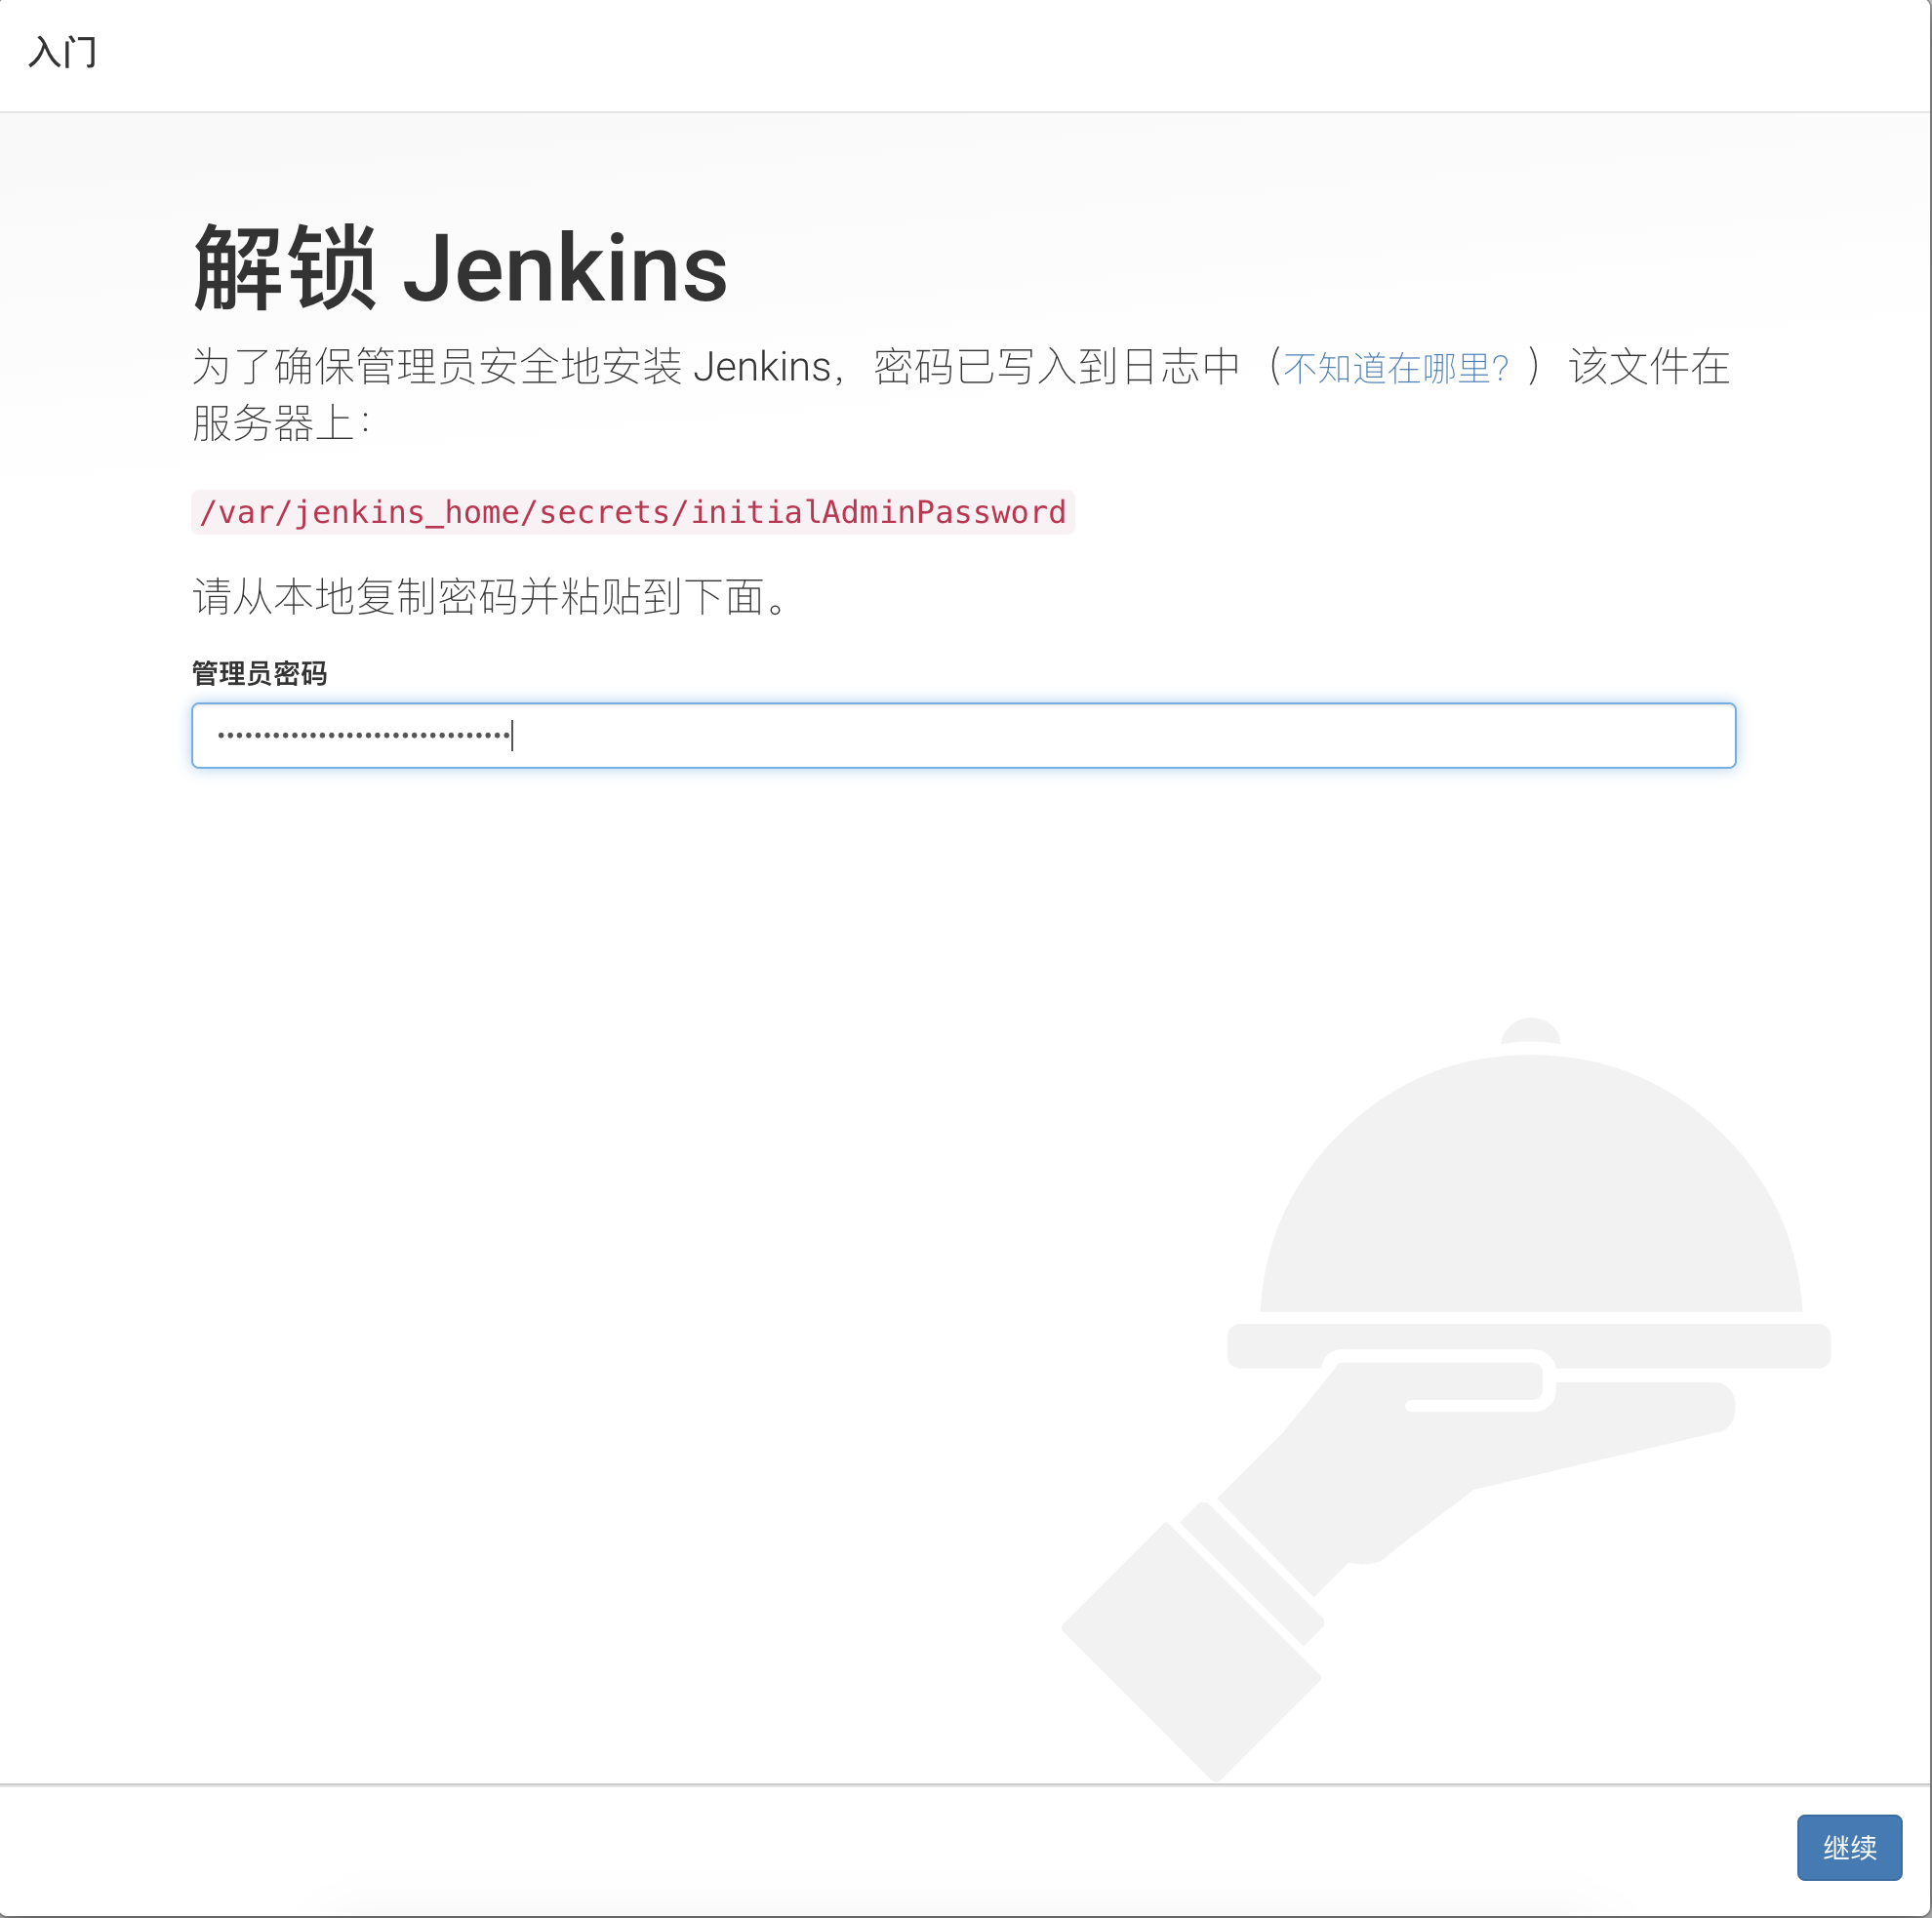 入门
解锁 Jenkins
为了确保管理员安全地安装 Jenkins，密码已写入到日志中（不知道在哪里？）该文件在
服务器上：
/var/jenkins_home/secrets/initialAdminPassword
请从本地复制密码并粘贴到下面。
管理员密码
••••••••••••••••••••••••••••••••
继续